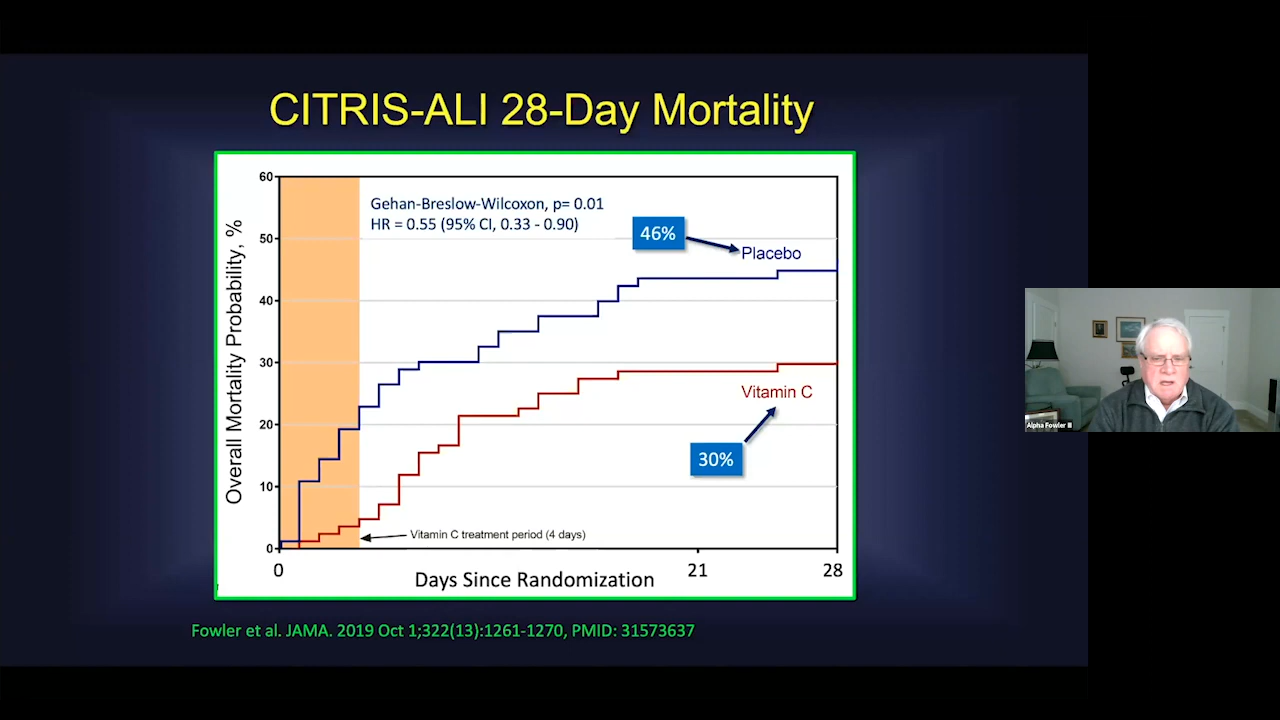 CITRIS-ALI 28-Day Mortality
Overall Mortality Probability, %
60
50
40
30
20
10
0
Gehan-Breslow-Wilcoxon, p= 0.01
HR = 0.55 (95% CI, 0.33 - 0.90)
46%
Placebo
Vitamin C
30%
Vitamin C treatment period (4 days)
0
21
28
Days Since Randomization
Fowler et al. JAMA. 2019 Oct 1;322(13):1261-1270, PMID: 31573637
Alpha Fowler III